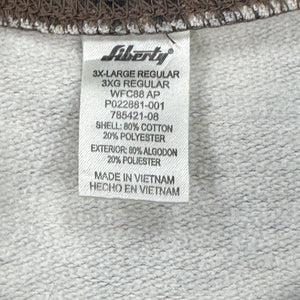 Liberty
3X-LARGE REGULAR
3XG REGULAR
WFC88 AP
P022881-001
785421-08
SHELL: 80% COTTON
20% POLYESTER
EXTERIOR: 80% ALGODON
20% POLIESTER
MADE IN VIETNAM
HECHO EN VIETNAM